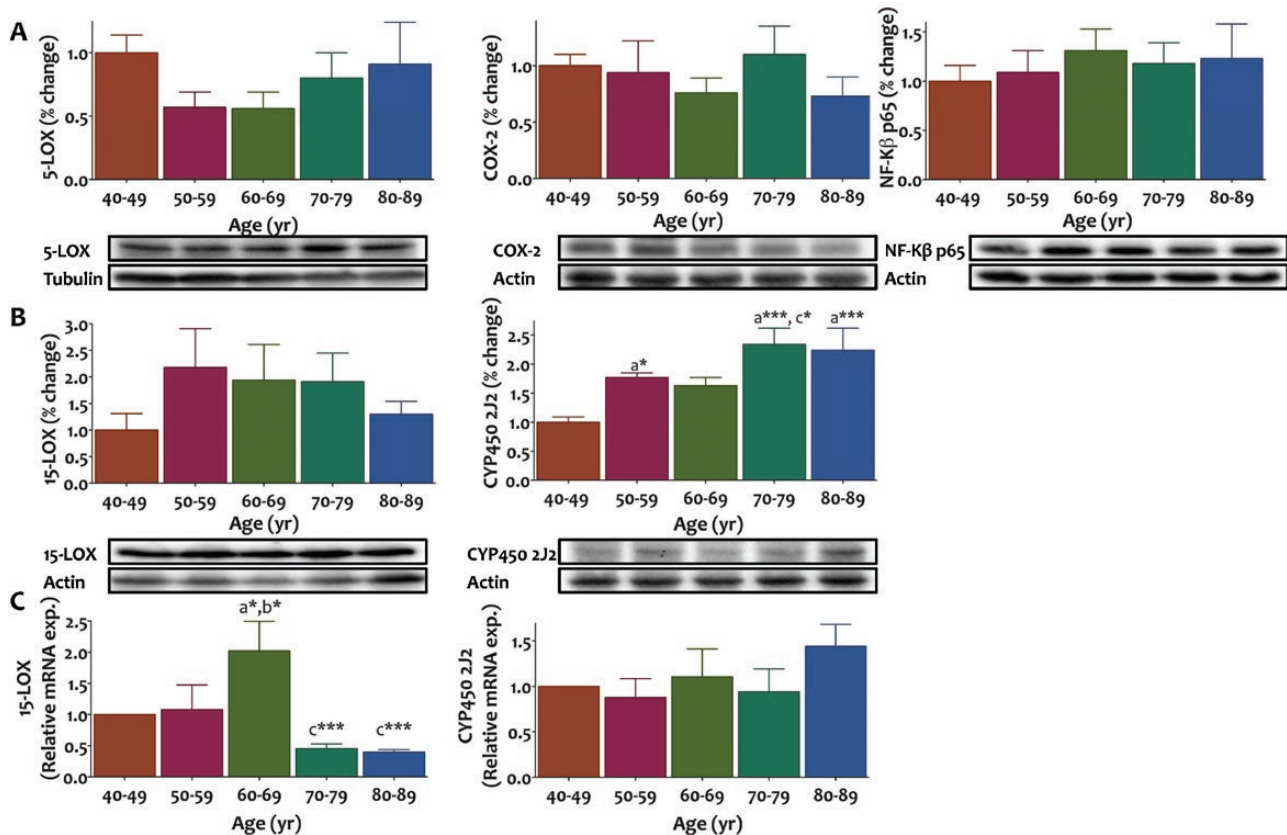 A
5-LOX (% change)
1.0
0.5
0.0
40-49 50-59 60-69 70-79 80-89
Age (yr)
5-LOX
Tubulin
COX-2 (% change)
1.0
0.5
0.0
40-49 50-59 60-69 70-79 80-89
Age (yr)
COX-2
Actin
NF-Kβ p65 (% change)
1.5
1.0
0.5
0.0
40-49 50-59 60-69 70-79 80-89
Age (yr)
NF-Kβ p65
Actin
B
15-LOX (% change)
3.0
2.5
2.0
1.5
1.0
0.5
0.0
40-49 50-59 60-69 70-79 80-89
Age (yr)
15-LOX
Actin
CYP450 2J2 (% change)
2.5
2.0
1.5
1.0
0.5
0.0
a*
a***, c*
a***
40-49 50-59 60-69 70-79 80-89
Age (yr)
CYP450 2J2
Actin
C
15-LOX
(Relative mRNA exp.)
2.5
2.0
1.5
1.0
0.5
0.0
a*,b*
c***
c***
40-49 50-59 60-69 70-79 80-89
Age (yr)
CYP450 2J2
(Relative mRNA exp.)
1.5
1.0
0.5
0.0
40-49 50-59 60-69 70-79 80-89
Age (yr)